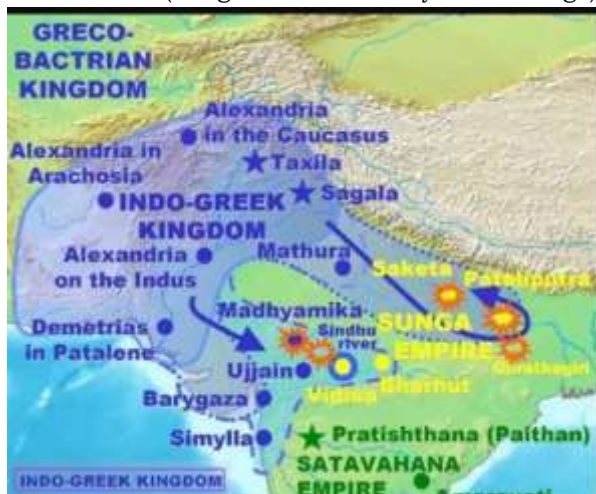 GRECO-
BACTRIAN
KINGDOM
Alexandria
in the Caucasus
Alexandria in
Arachosia
Taxila
Sagala
INDO-GREEK
KINGDOM
Alexandria
on the Indus
Mathura
Saketa
Pataliputra
Madhyamika
Sindhu
river
SUNGA
EMPIRE
Demetrias
in Patalene
Ujjain
Vidisa
Bharhut
Barygaza
Simylla
Pratishthana (Paithan)
SATAVAHANA
EMPIRE
INDO-GREEK KINGDOM